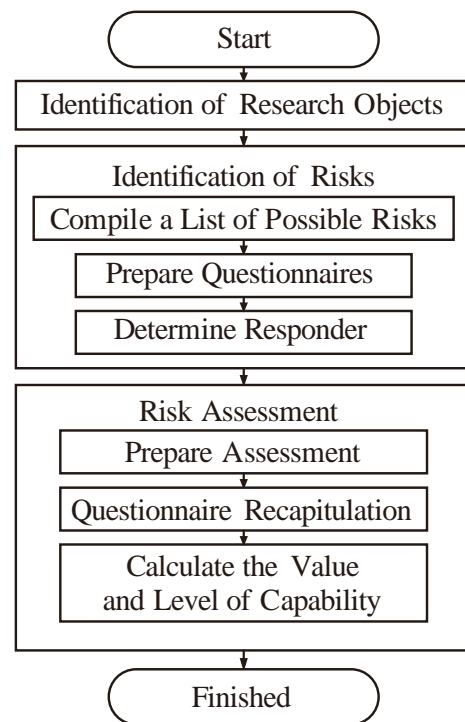 Start
Identification of Research Objects
Identification of Risks
Compile a List of Possible Risks
Prepare Questionnaires
Determine Responder
Risk Assessment
Prepare Assessment
Questionnaire Recapitulation
Calculate the Value
and Level of Capability
Finished